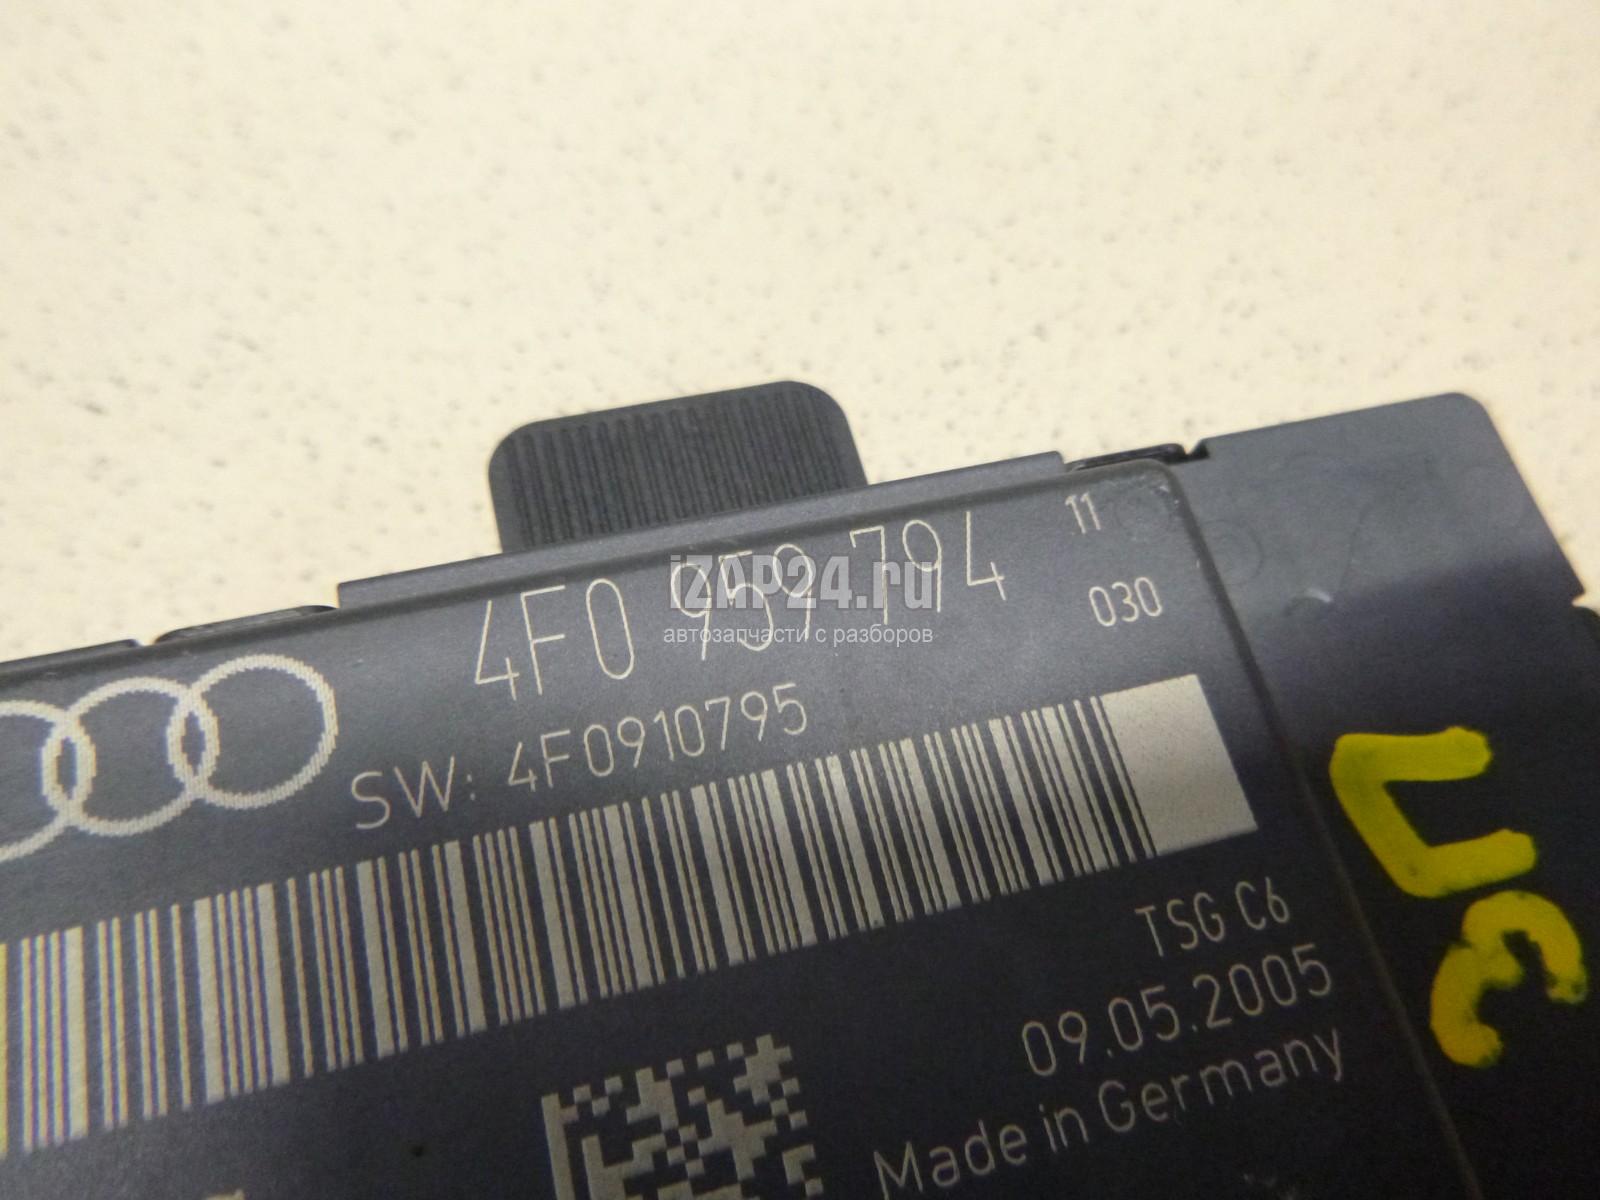 11
4F0 959 794
030
iZAP24.ru
автозапчасти с разборов
SW: 4F0910795
TSG C6
09.05.2005
Made in Germany